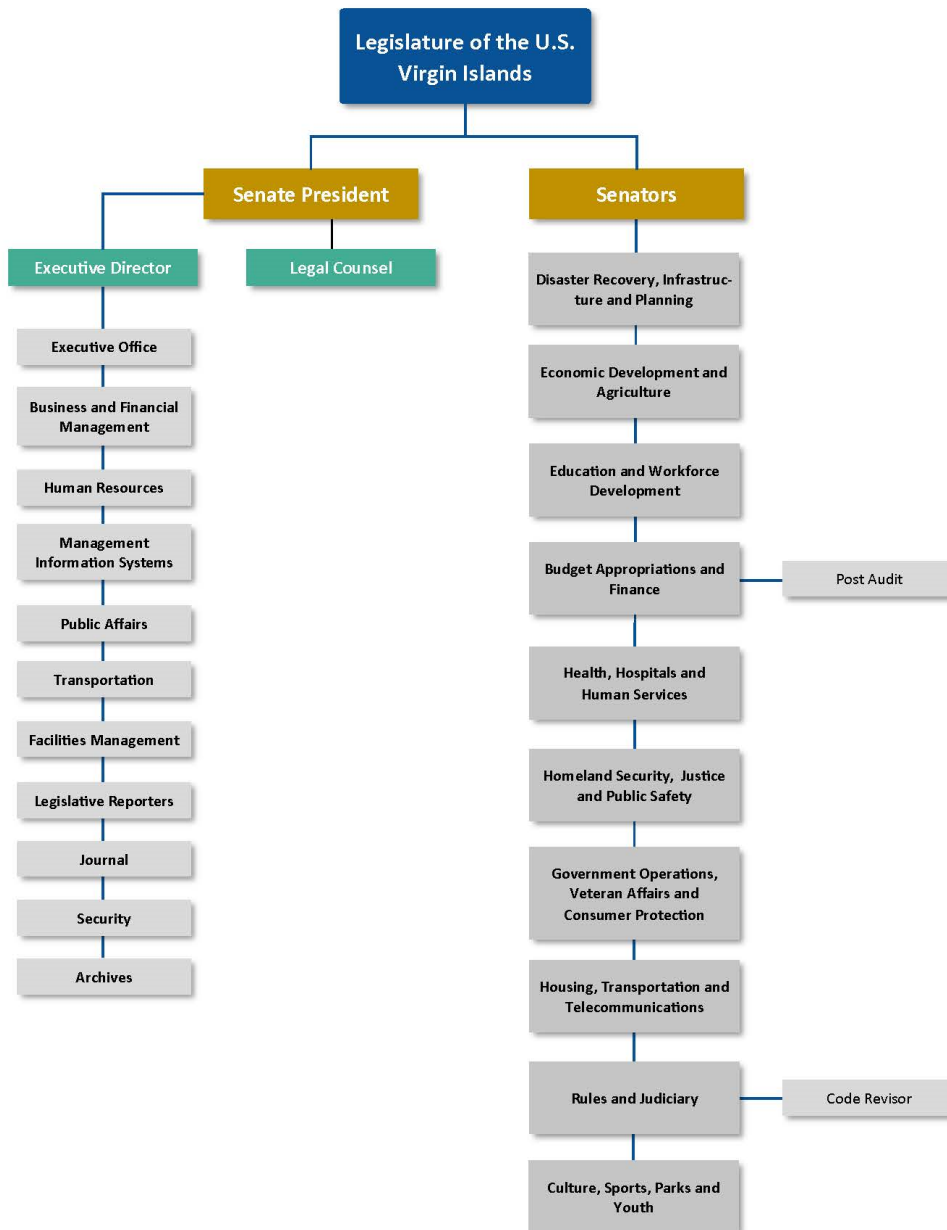 Legislature of the U.S.
Virgin Islands
Senate President
Senators
Executive Director
Legal Counsel
Executive Office
Business and Financial
Management
Human Resources
Management
Information Systems
Public Affairs
Transportation
Facilities Management
Legislative Reporters
Journal
Security
Archives
Disaster Recovery, Infrastruc-
ture and Planning
Economic Development and
Agriculture
Education and Workforce
Development
Budget Appropriations and
Finance
Post Audit
Health, Hospitals and
Human Services
Homeland Security, Justice
and Public Safety
Government Operations,
Veteran Affairs and
Consumer Protection
Housing, Transportation and
Telecommunications
Rules and Judiciary
Code Revisor
Culture, Sports, Parks and
Youth